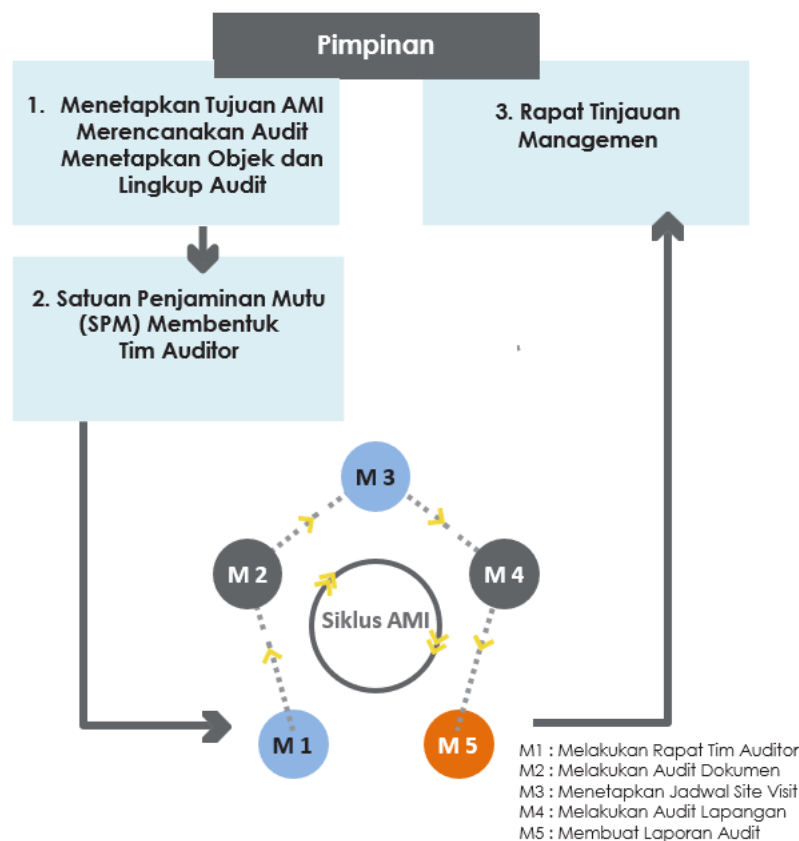 Pimpinan
1. Menetapkan Tujuan AMI
Merencanakan Audit
Menetapkan Objek dan
Lingkup Audit
3. Rapat Tinjauan
Managemen
2. Satuan Penjaminan Mutu
(SPM) Membentuk
Tim Auditor
M 3
M 2
M 4
Siklus AMI
M 1
M 5
M1 : Melakukan Rapat Tim Auditor
M2 : Melakukan Audit Dokumen
M3 : Menetapkan Jadwal Site Visit
M4 : Melakukan Audit Lapangan
M5 : Membuat Laporan Audit